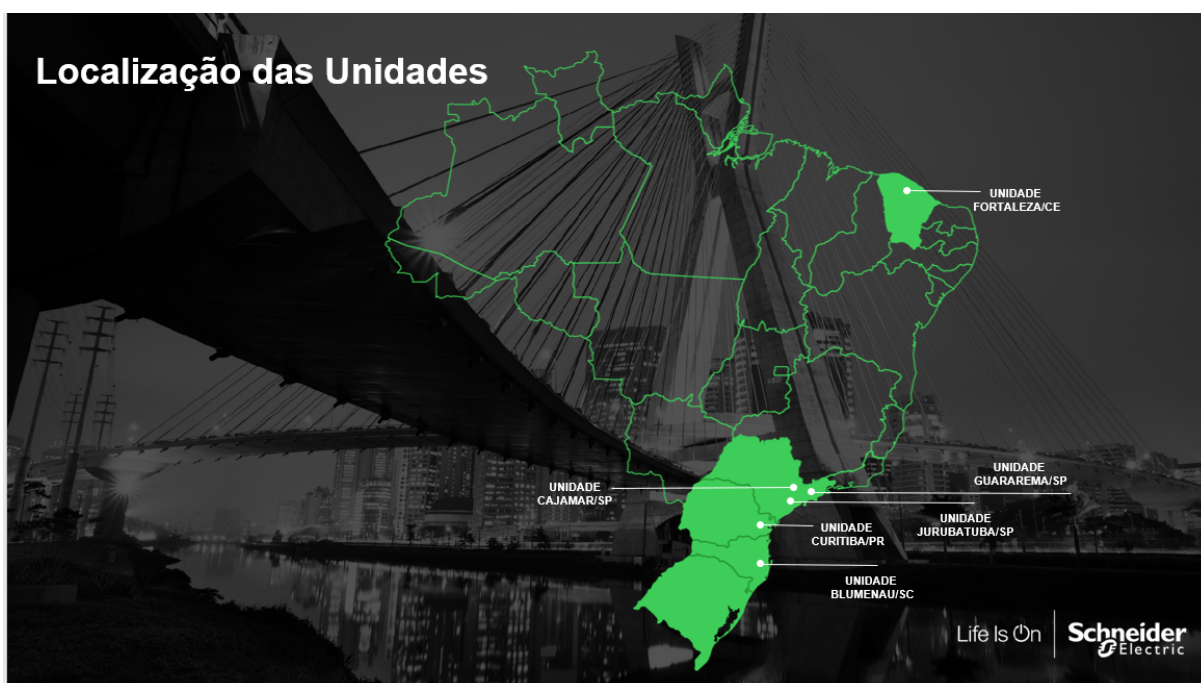 Localização das Unidades
UNIDADE
FORTALEZA/CE
UNIDADE
GUARAREMA/SP
UNIDADE
CAJAMAR/SP
UNIDADE
JURUBATUBA/SP
UNIDADE
CURITIBA/PR
UNIDADE
BLUMENAU/SC
Life Is On
Schneider
Electric